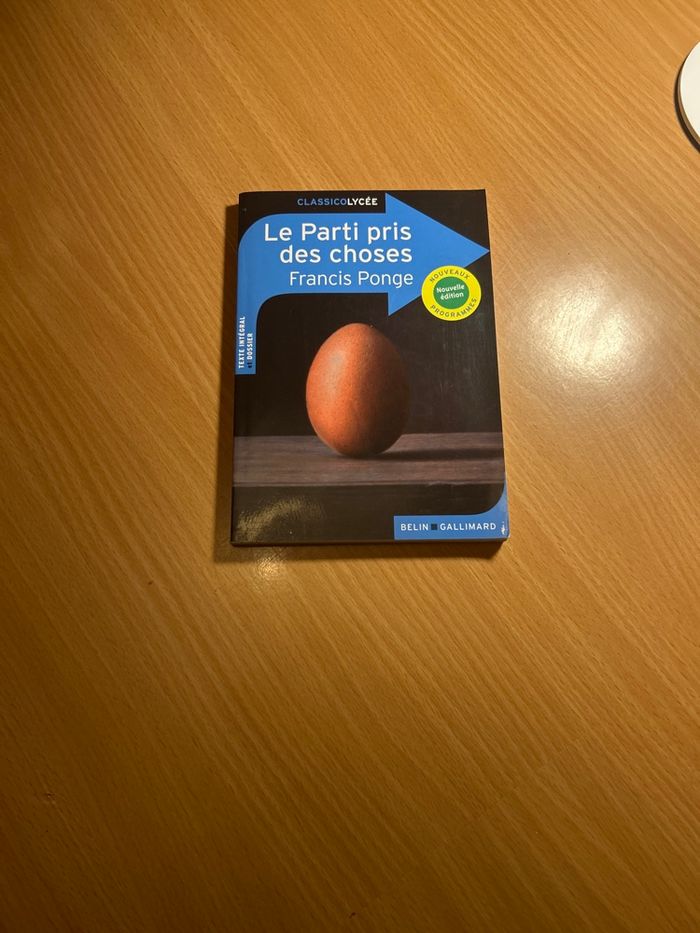 CLASSICOLYCÉE
Le Parti pris
des choses
Francis Ponge
NOUVEAUX
Nouvelle
édition
PROGRAMMES
TEXTE INTÉGRAL
+ DOSSIER
BELIN ■ GALLIMARD